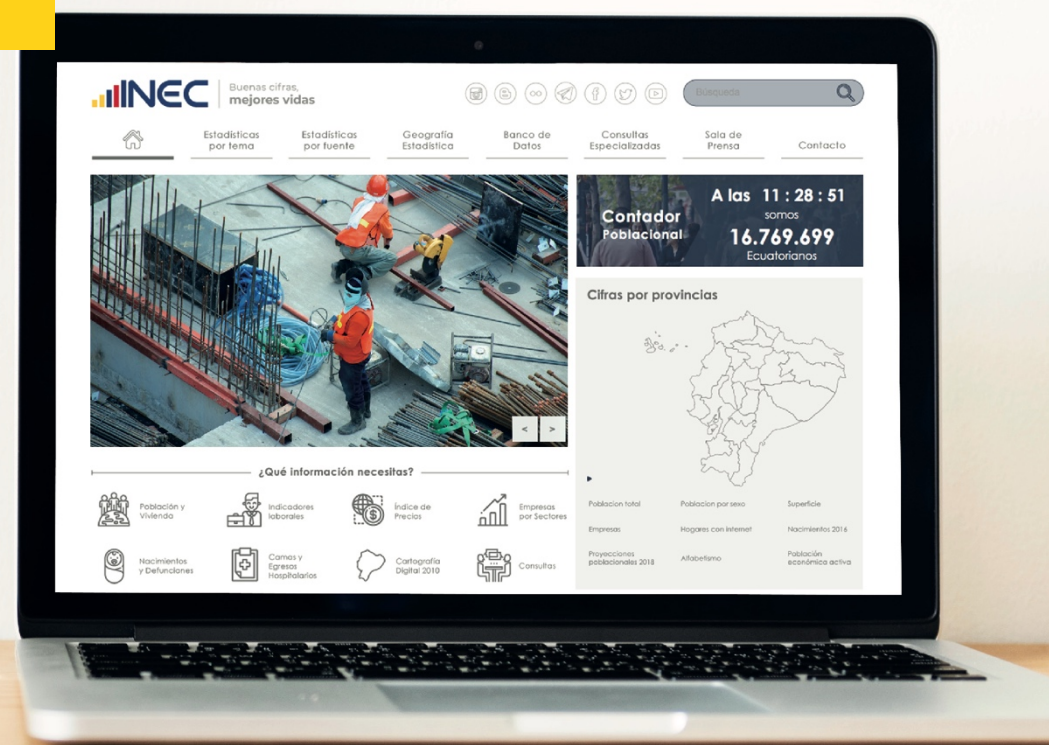 INEC
Buenas cifras,
mejores vidas
Búsqueda
Estadísticas
por tema
Estadísticas
por fuente
Geografía
Estadística
Banco de
Datos
Consultas
Especializadas
Sala de
Prensa
Contacto
Contador
Poblacional
A las 11 : 28 : 51
somos
16.769.699
Ecuatorianos
Cifras por provincias
< >
¿Qué información necesitas?
Población y
Vivienda
Indicadores
laborales
Índice de
Precios
Empresas
por Sectores
Nacimientos
y Defunciones
Camas y
Egresos
Hospitalarios
Cartografía
Digital 2010
Consultas
Poblacion total
Poblacion por sexo
Superficie
Empresas
Hogares con internet
Nacimientos 2016
Proyecciones
poblacionales 2018
Alfabetismo
Población
económica activa